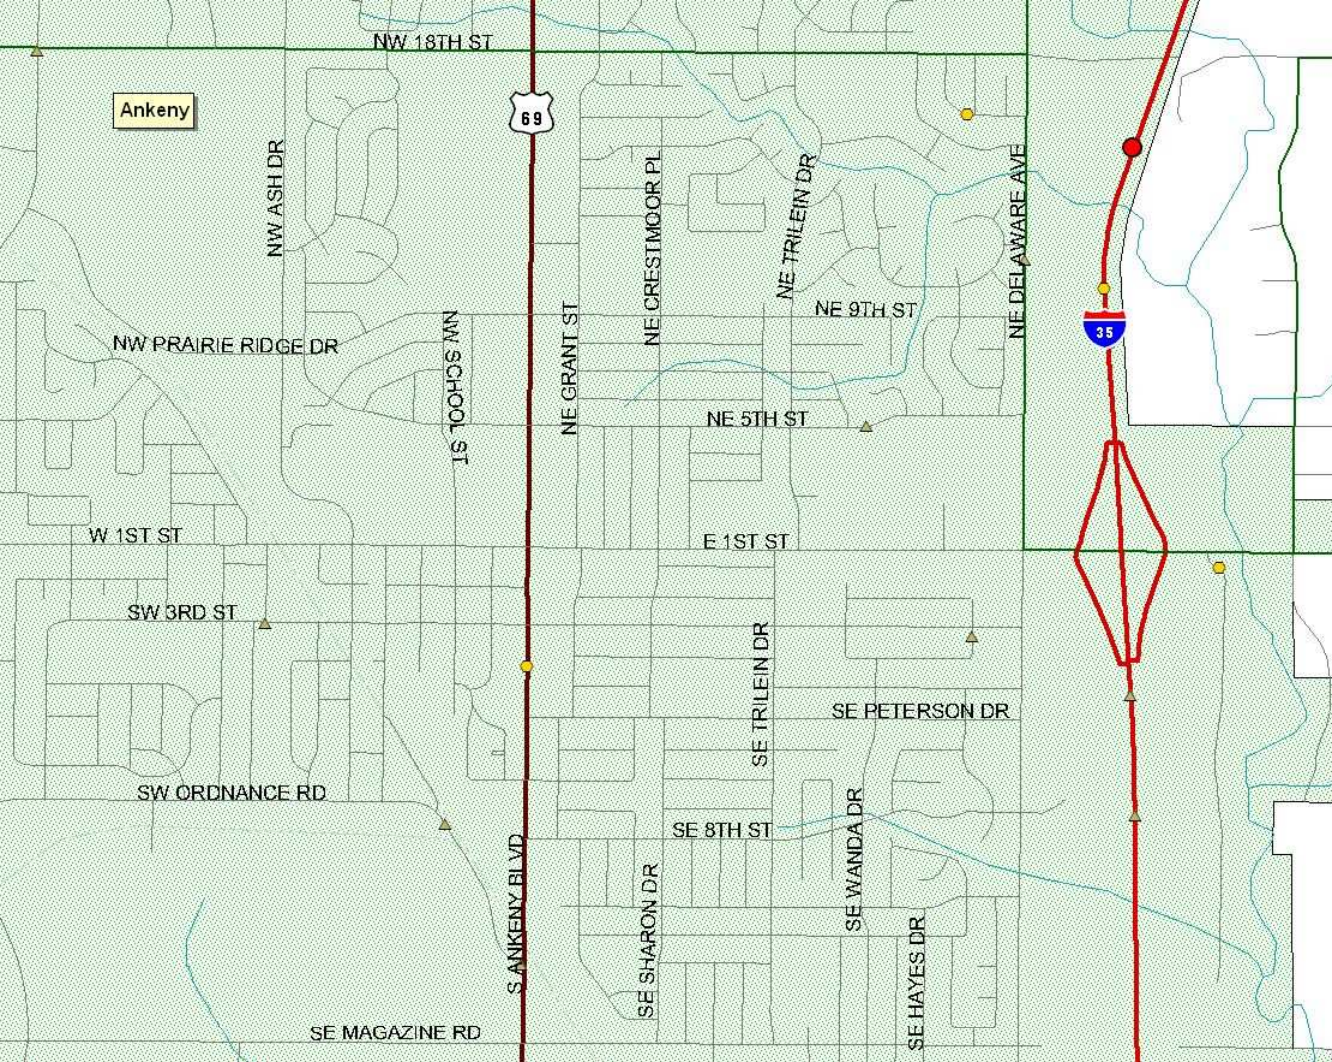 NW 18TH ST
Ankeny
69
NW ASH DR
NE CRESTMOOR PL
NE TRILEIN DR
NE DELAWARE AVE
NE 9TH ST
NE GRANT ST
NW SCHOOL ST
35
NW PRAIRIE RIDGE DR
NE 5TH ST
W 1ST ST
E 1ST ST
SW 3RD ST
SE TRILEIN DR
SE PETERSON DR
SW ORDNANCE RD
SE 8TH ST
SE WANDA DR
S ANKENY BLVD
SE SHARON DR
SE HAYES DR
SE MAGAZINE RD